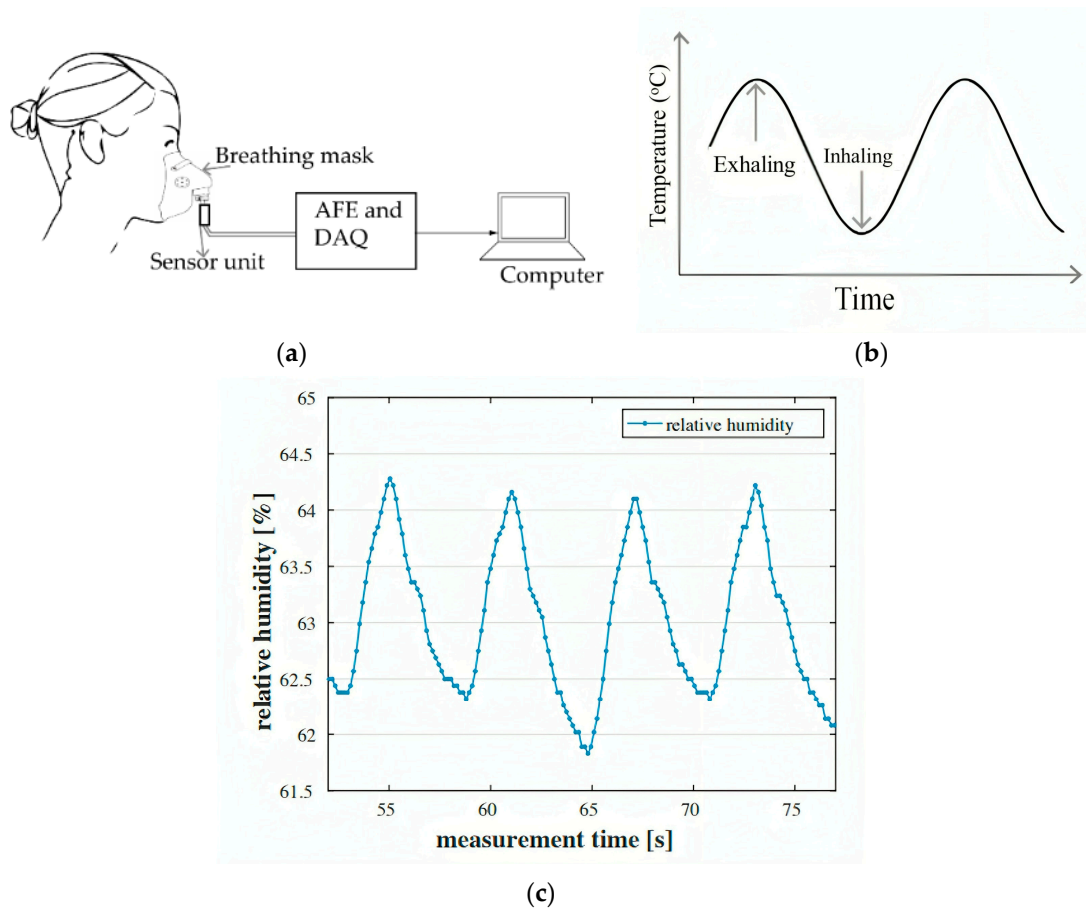 Breathing mask
AFE and
DAQ
Sensor unit
Computer
(a)
Temperature (°C)
Exhaling
Inhaling
Time
(b)
relative humidity [%]
65
64.5
64
63.5
63
62.5
62
61.5
relative humidity
55
60
65
70
75
measurement time [s]
(c)